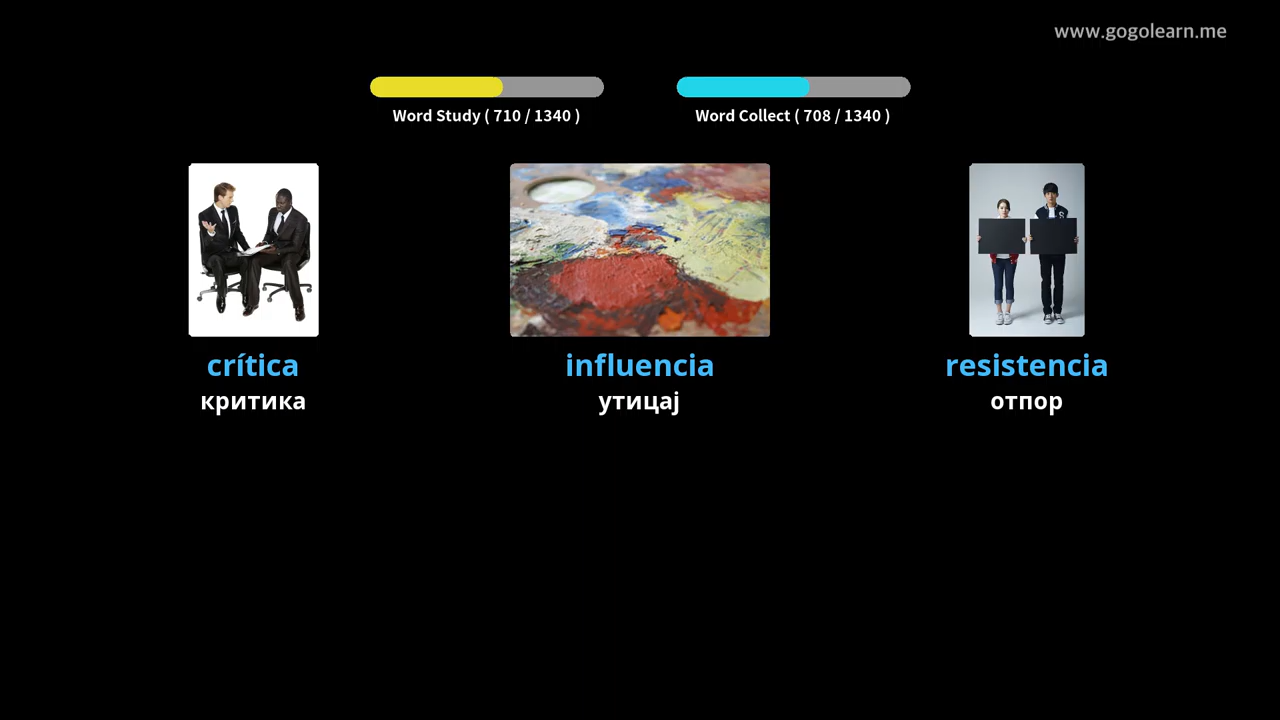 www.gogolearn.me
Word Study ( 710 / 1340 )
Word Collect ( 708 / 1340 )
crítica
influencia
resistencia
критика
утицај
отпор